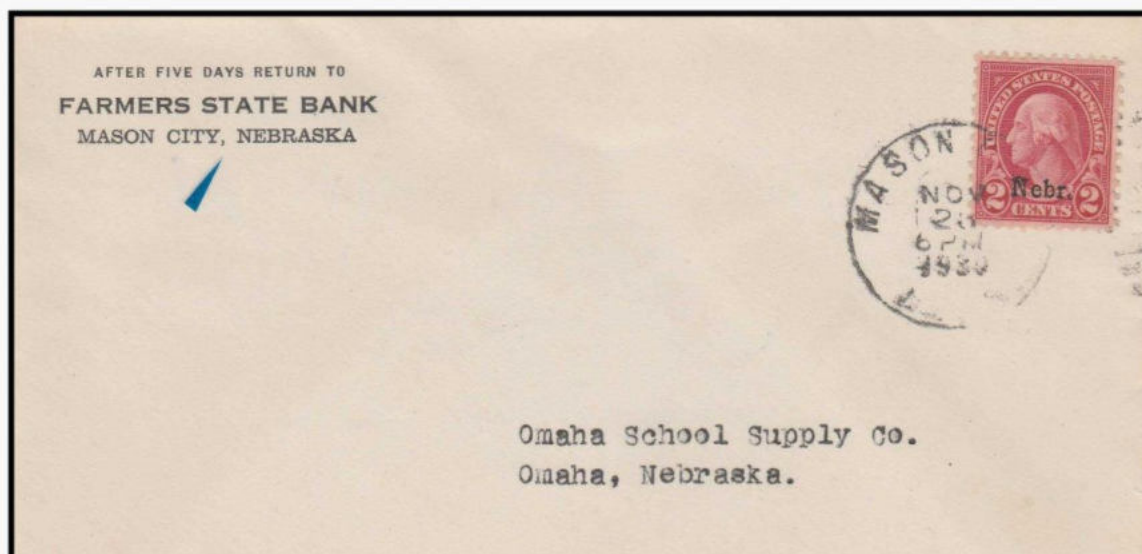 AFTER FIVE DAYS RETURN TO
FARMERS STATE BANK
MASON CITY, NEBRASKA
UNITED STATES POSTAGE
Nebr.
2 CENTS 2
MASON
NOV
6 PM
1930
Omaha School Supply Co.
Omaha, Nebraska.